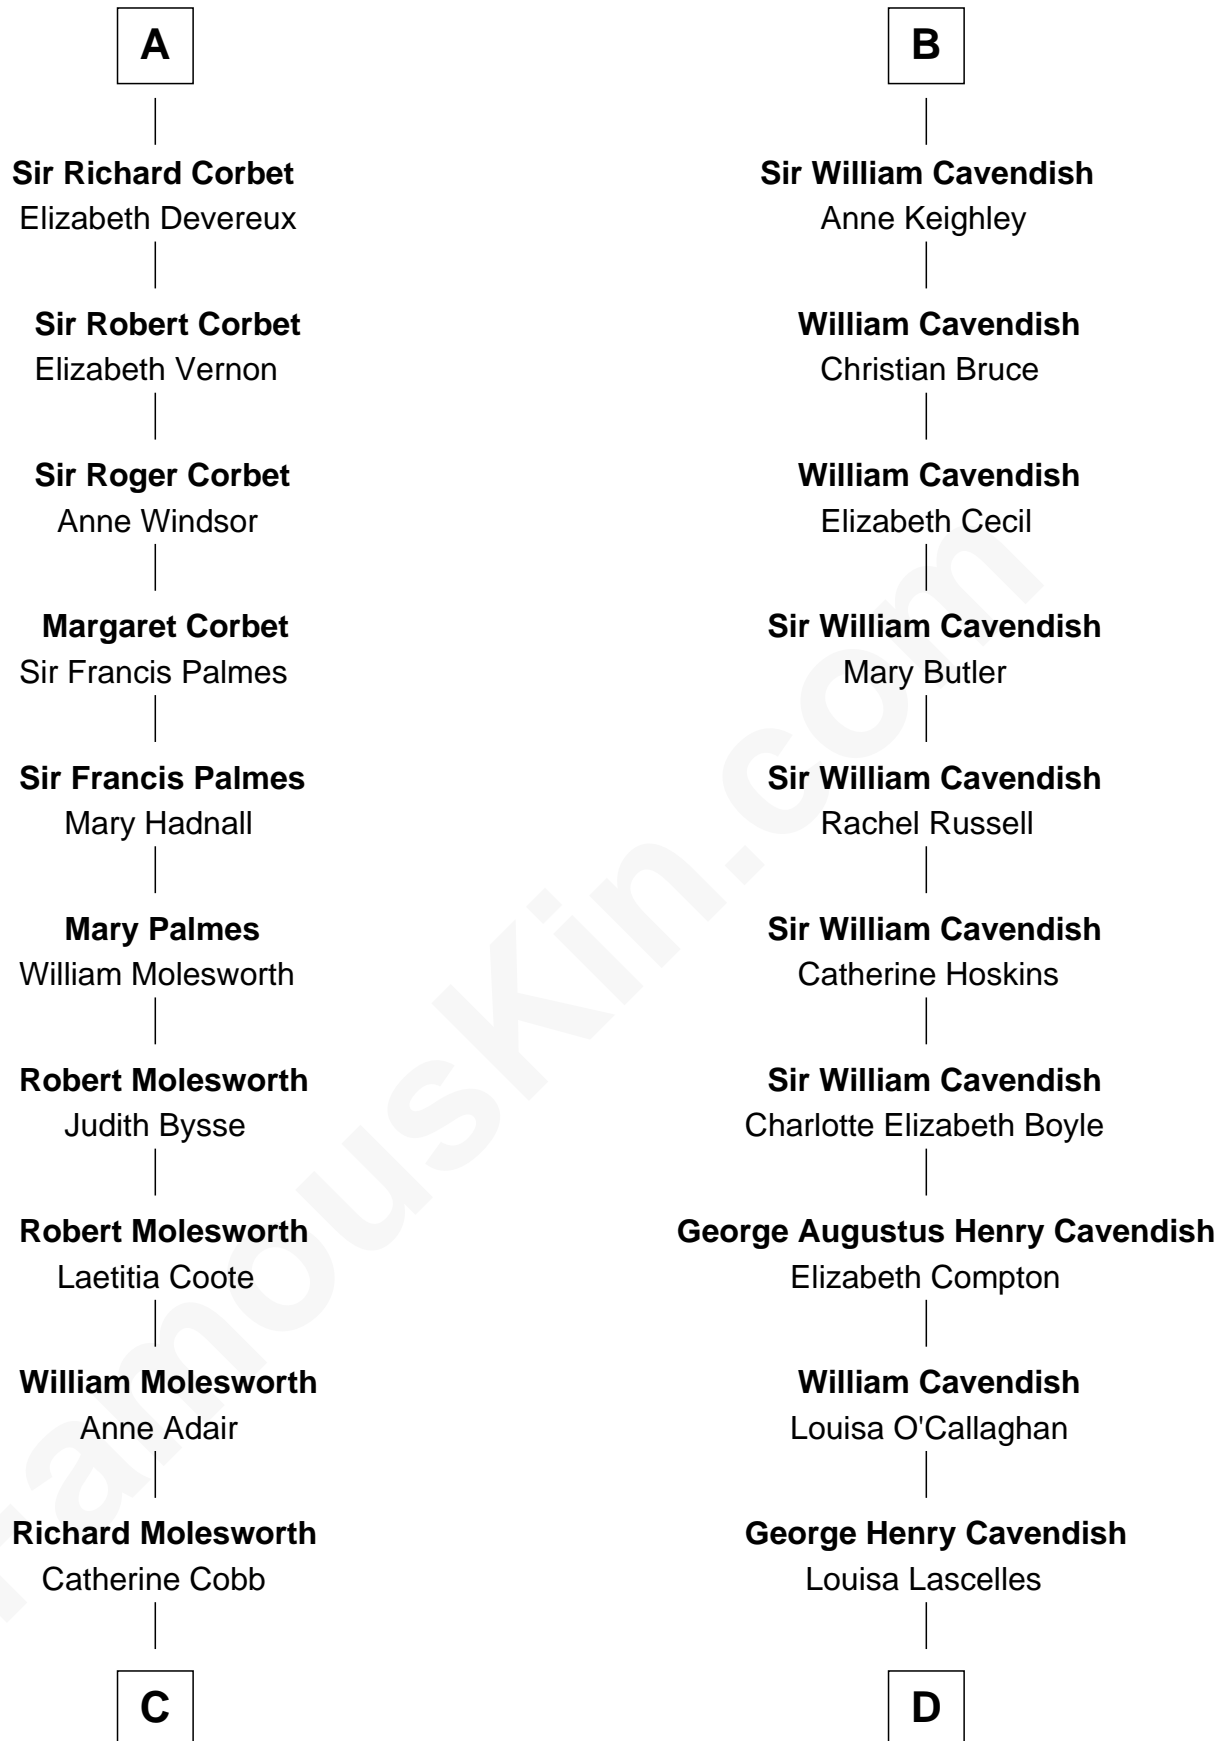 A
Sir Richard Corbet
Elizabeth Devereux
Sir Robert Corbet
Elizabeth Vernon
Sir Roger Corbet
Anne Windsor
Margaret Corbet
Sir Francis Palmes
Sir Francis Palmes
Mary Hadnall
Mary Palmes
William Molesworth
Robert Molesworth
Judith Bysse
Robert Molesworth
Laetitia Coote
William Molesworth
Anne Adair
Richard Molesworth
Catherine Cobb
C
B
Sir William Cavendish
Anne Keighley
William Cavendish
Christian Bruce
William Cavendish
Elizabeth Cecil
Sir William Cavendish
Mary Butler
Sir William Cavendish
Rachel Russell
Sir William Cavendish
Catherine Hoskins
Sir William Cavendish
Charlotte Elizabeth Boyle
George Augustus Henry Cavendish
Elizabeth Compton
William Cavendish
Louisa O'Callaghan
George Henry Cavendish
Louisa Lascelles
D
FamousKin.com